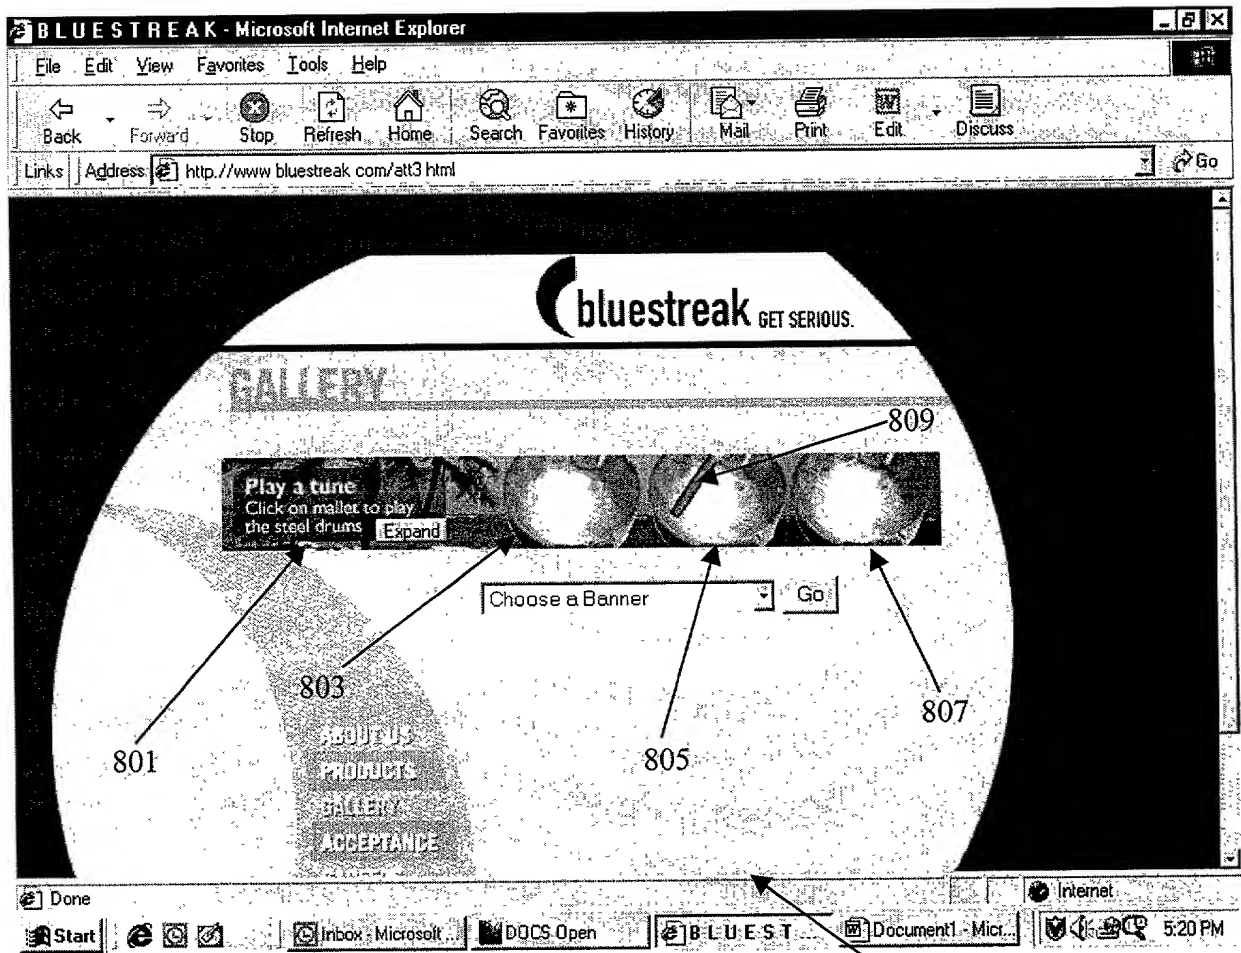 BLUESTREAK - Microsoft Internet Explorer
File Edit View Favorites Tools Help
Back Forward Stop Refresh Home Search Favorites History Mail Print Edit Discuss
Links Address http.//www bluestreak com/att3 html Go
bluestreak GET SERIOUS.
GALLERY
809
Play a tune
Click on mallet to play
the steel drums Expand
Choose a Banner Go
803
807
801
805
ABOUT US
PRODUCTS
GALLERY
ACCEPTANCE
Done Internet
Start Inbox - Microsoft ... DOCS Open BLUEST... Document1 - Micr... 5:20 PM